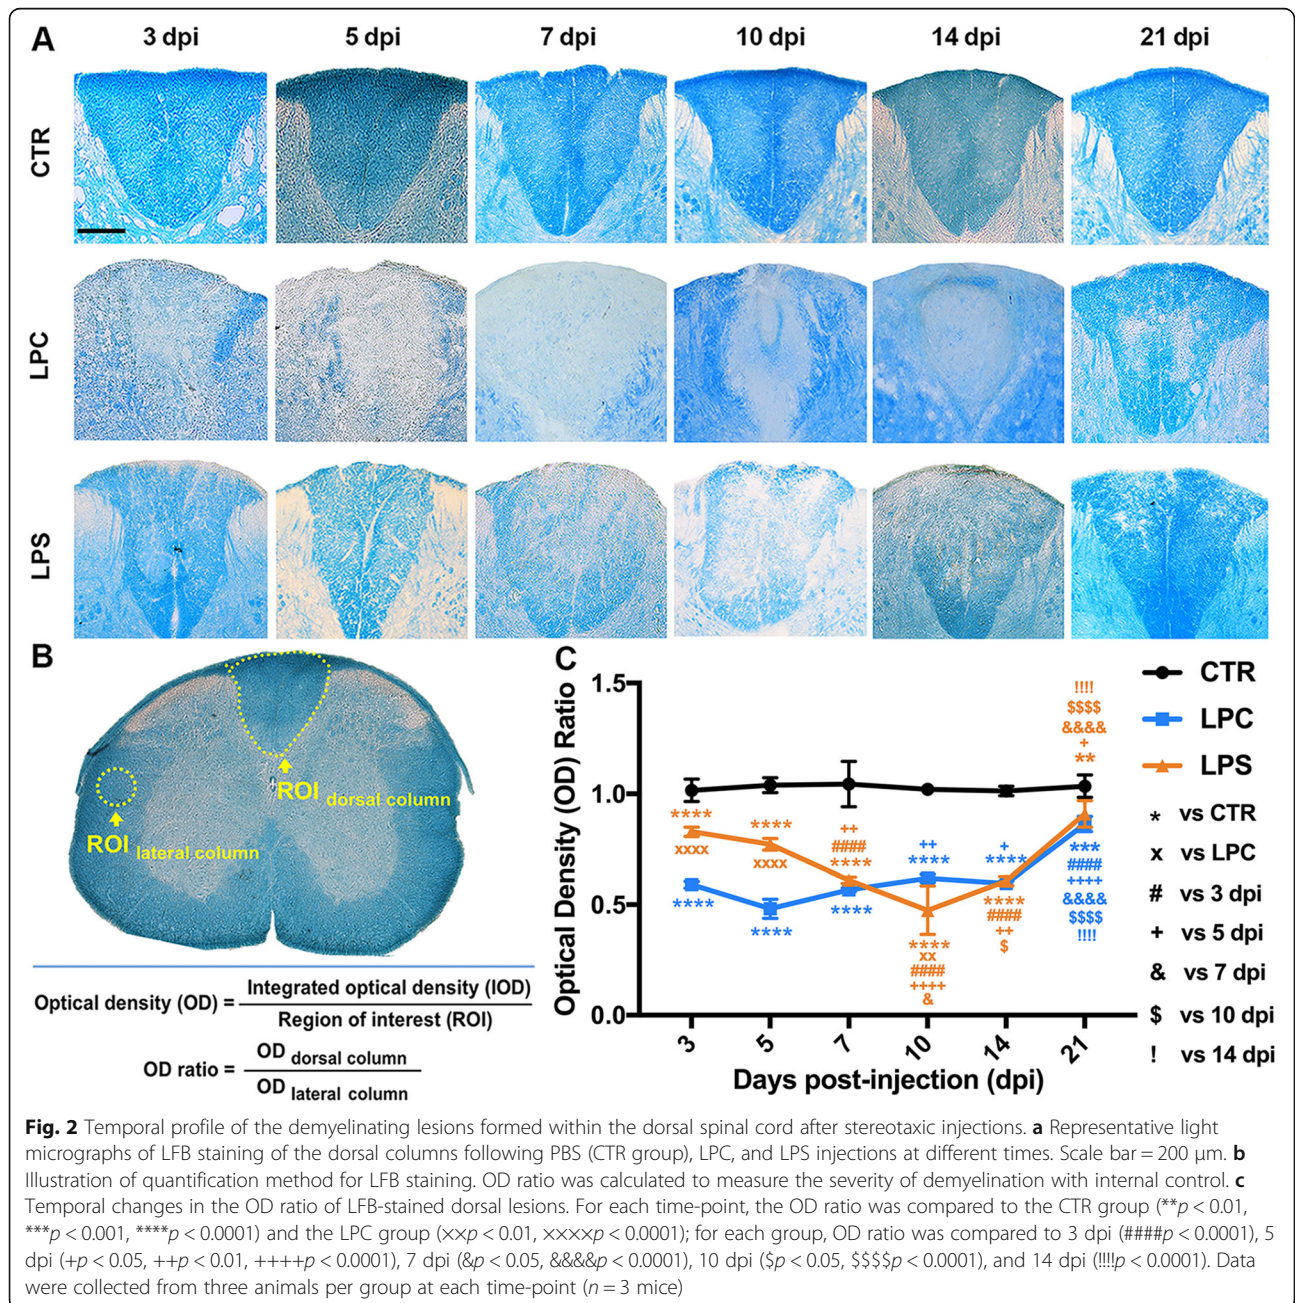 A
3 dpi 5 dpi 7 dpi 10 dpi 14 dpi 21 dpi
CTR
LPC
LPS
B
ROI dorsal column
ROI lateral column
Optical density (OD) = Integrated optical density (IOD)
Region of interest (ROI)
OD ratio = OD dorsal column
OD lateral column
C
Optical Density (OD) Ratio
1.5
1.0
0.5
0.0
3 5 7 10 14 21
Days post-injection (dpi)
****
xxxx
****
****
xxxx
****
++
####
****
****
++
****
****
xx
####
++++
&
+
****
****
####
++
$
!!!!
$$$$
&&&&
+
**
***
####
++++
&&&&
$$$$
!!!!
CTR
LPC
LPS
* vs CTR
x vs LPC
# vs 3 dpi
+ vs 5 dpi
& vs 7 dpi
$ vs 10 dpi
! vs 14 dpi
Fig. 2 Temporal profile of the demyelinating lesions formed within the dorsal spinal cord after stereotaxic injections. a Representative light
micrographs of LFB staining of the dorsal columns following PBS (CTR group), LPC, and LPS injections at different times. Scale bar = 200 μm. b
Illustration of quantification method for LFB staining. OD ratio was calculated to measure the severity of demyelination with internal control. c
Temporal changes in the OD ratio of LFB-stained dorsal lesions. For each time-point, the OD ratio was compared to the CTR group (**p < 0.01,
***p < 0.001, ****p < 0.0001) and the LPC group (××p < 0.01, ××××p < 0.0001); for each group, OD ratio was compared to 3 dpi (####p < 0.0001), 5
dpi (+p < 0.05, ++p < 0.01, ++++p < 0.0001), 7 dpi (&p < 0.05, &&&&p < 0.0001), 10 dpi ($p < 0.05, $$$$p < 0.0001), and 14 dpi (!!!!p < 0.0001). Data
were collected from three animals per group at each time-point (n = 3 mice)